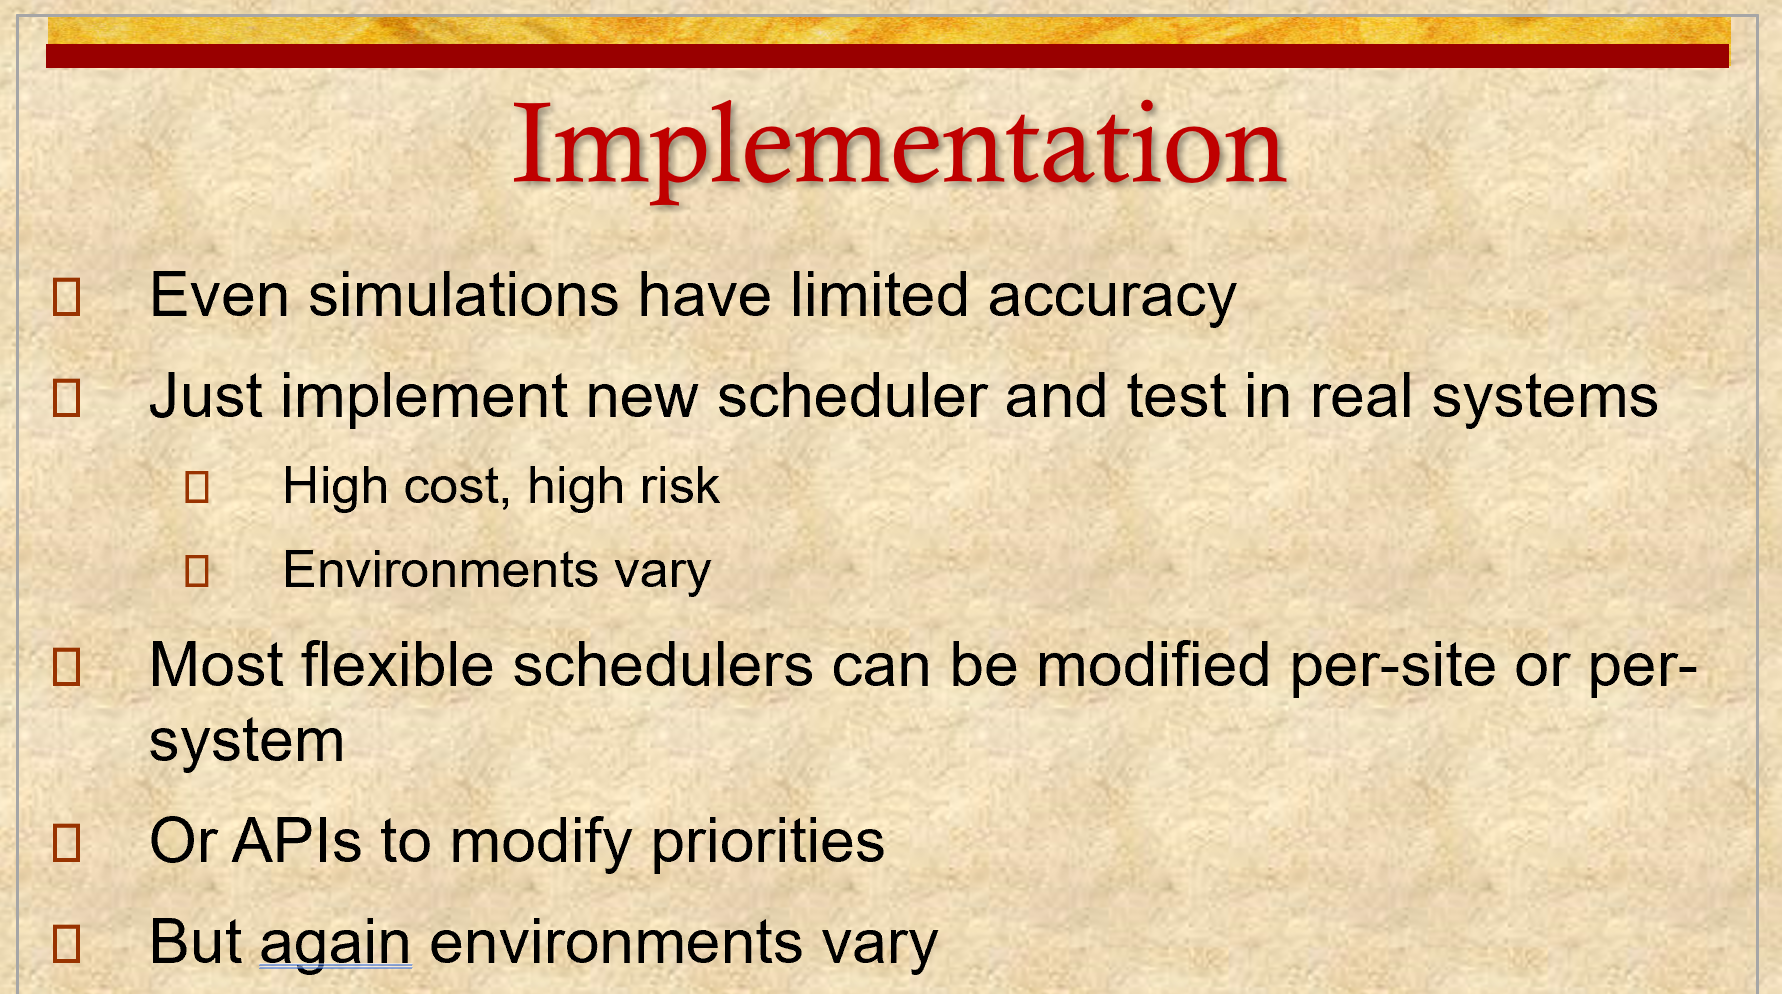 Implementation
Even simulations have limited accuracy
Just implement new scheduler and test in real systems
High cost, high risk
Environments vary
Most flexible schedulers can be modified per-site or per-
system
Or APIs to modify priorities
But again environments vary